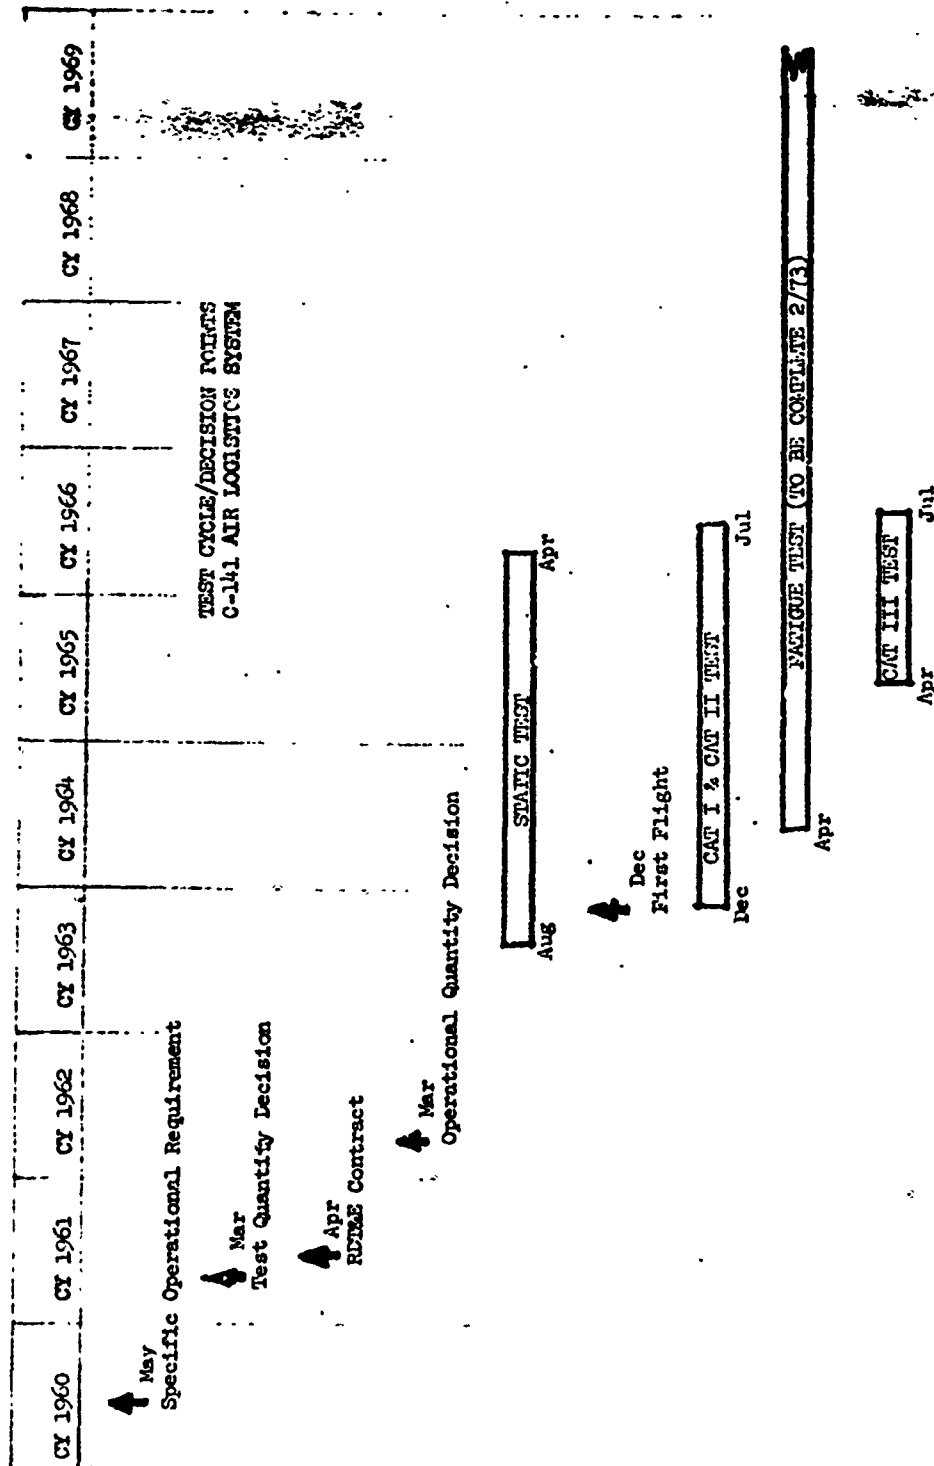 CY 1960
CY 1961
CY 1962
CY 1963
CY 1964
CY 1965
CY 1966
CY 1967
CY 1968
CY 1969
TEST CYCLE/DECISION POINTS
C-141 AIR LOGISTICS SYSTEM
May
Specific Operational Requirement
Mar
Test Quantity Decision
Apr
RDT&E Contract
Mar
Operational Quantity Decision
STATIC TEST
Aug
Apr
Dec
First Flight
CAT I & CAT II TEST
Dec
Jul
FATIGUE TEST (TO BE COMPLETE 2/73)
Apr
CAT III TEST
Apr
Jul